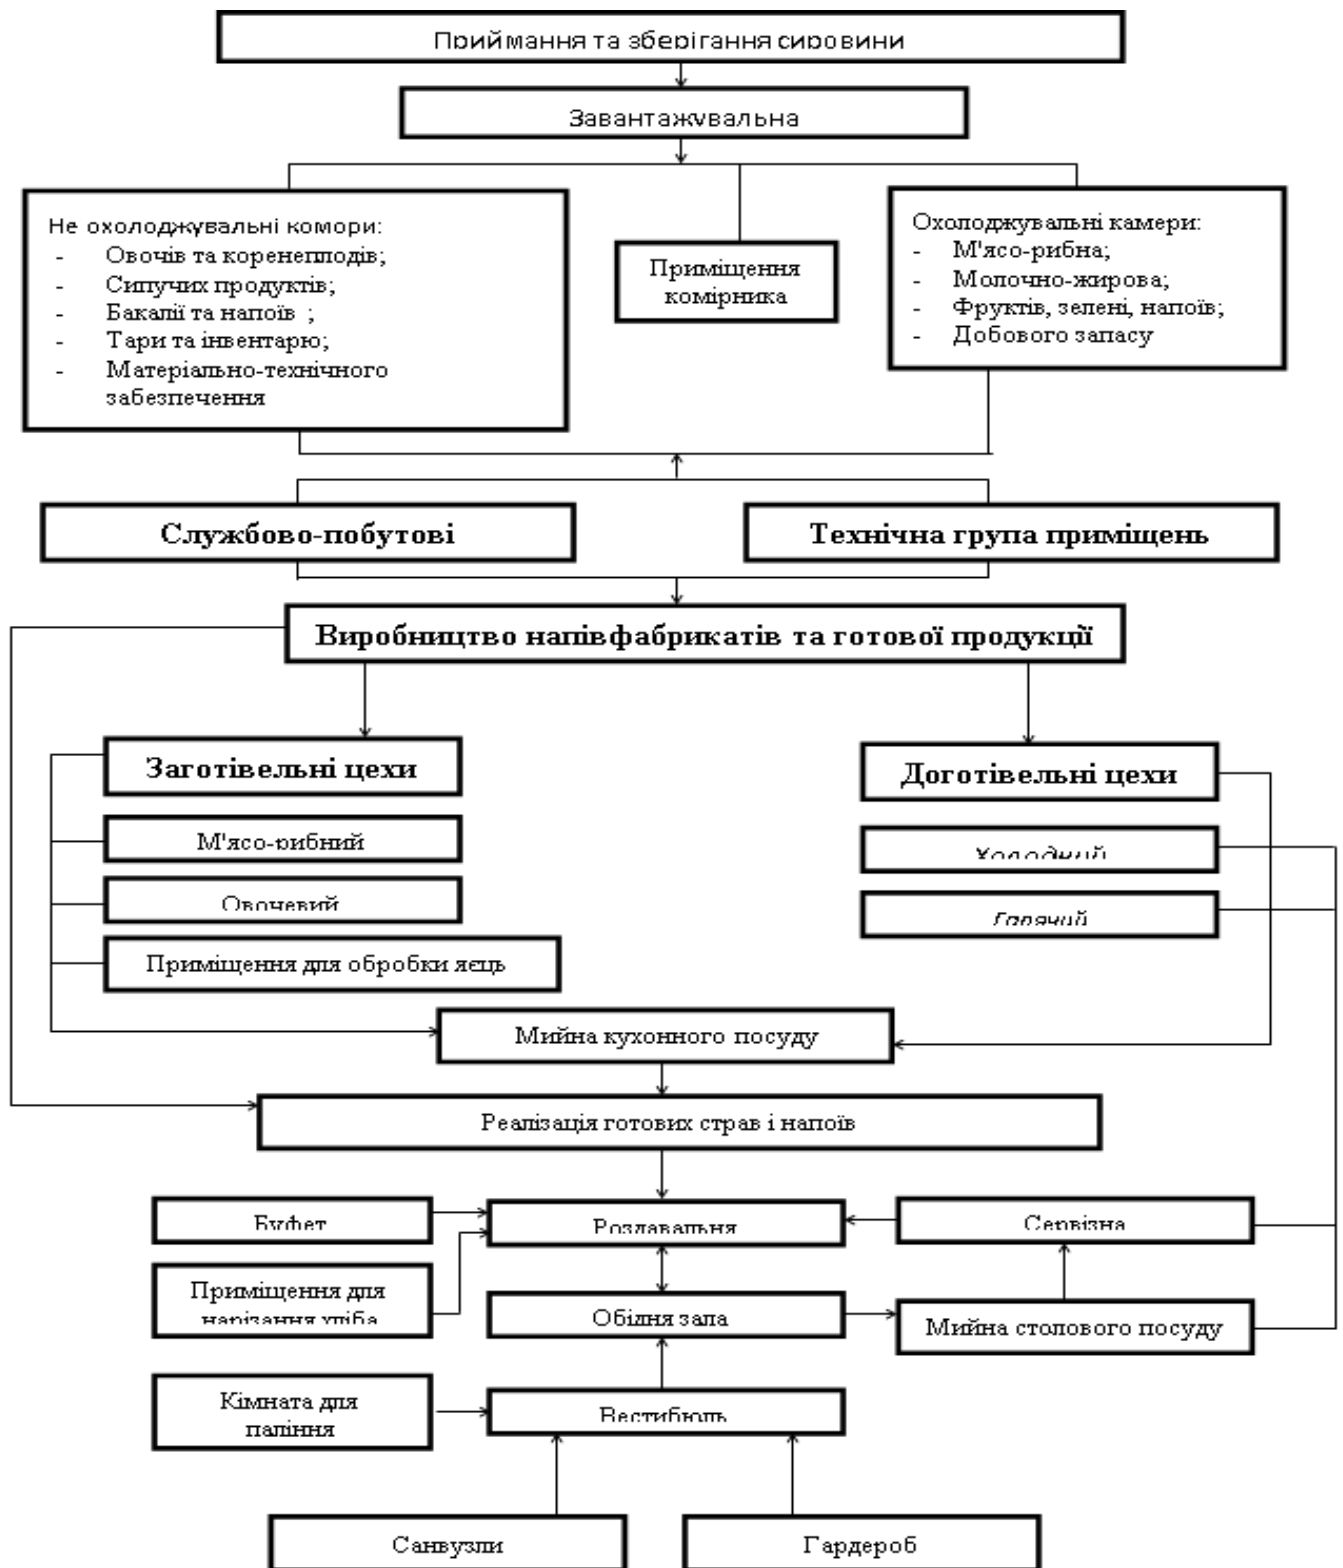 Приймання та зберігання сировини
Завантажувальна
Не охолоджувальні комори:
- Овочів та коренепплодів;
- Сипучих продуктів;
- Бакалії та напоїв ;
- Тари та інвентарю;
- Матеріально-технічного
забезпечення
Приміщення
комірника
Охолоджувальні камери:
- М'ясо-рибна;
- Молочно-жирова;
- Фруктів, зелені, напоїв;
- Добового запасу
Службово-побутові
Технічна група приміщень
Виробництво напівфабрикатів та готової продукції
Заготівельні цехи
Доготівельні цехи
М'ясо-рибний
Холодний
Овочевий
Гарячий
Приміщення для обробки яєць
Мийна кухонного посуду
Реалізація готових страв і напоїв
Буфет
Роздавальня
Сервізна
Приміщення для
нарізання хліба
Обідня зала
Мийна столового посуду
Кімната для
паління
Вестибюль
Санвузли
Гардероб